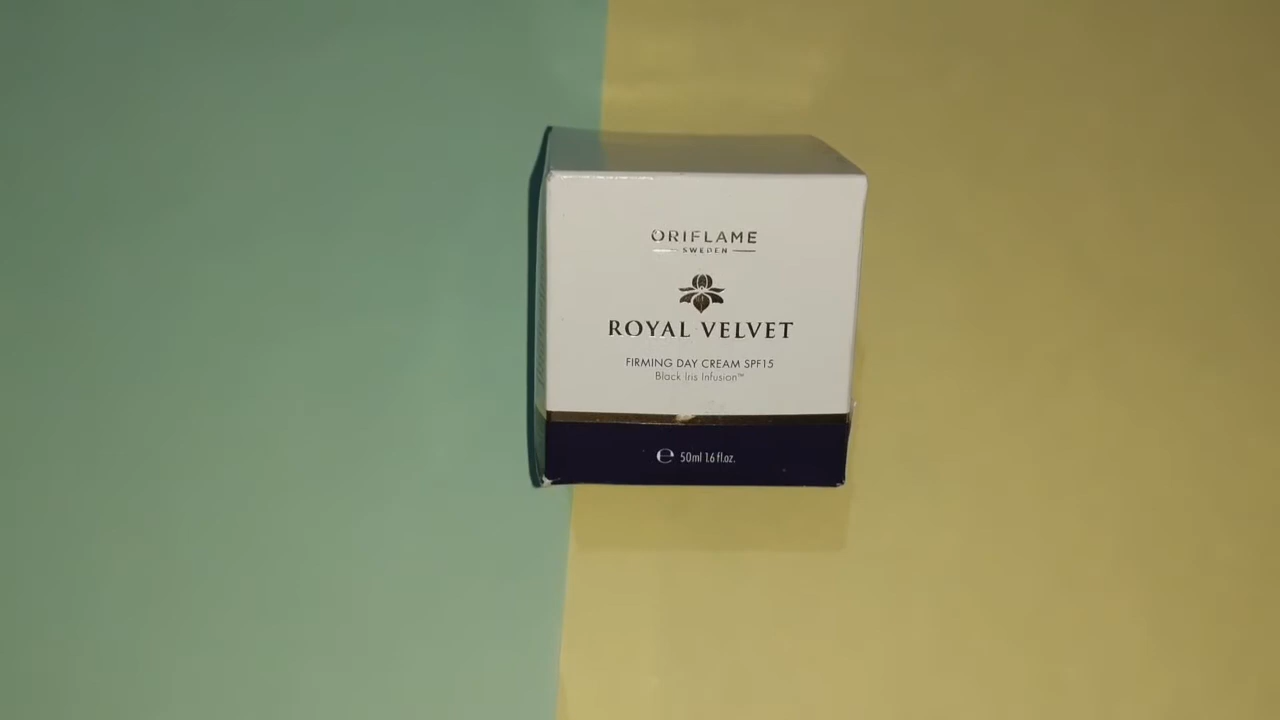 ORIFLAME
SWEDEN
ROYAL VELVET
FIRMING DAY CREAM SPF15
Black Iris Infusion™
℮ 50ml 1.6 fl.oz.